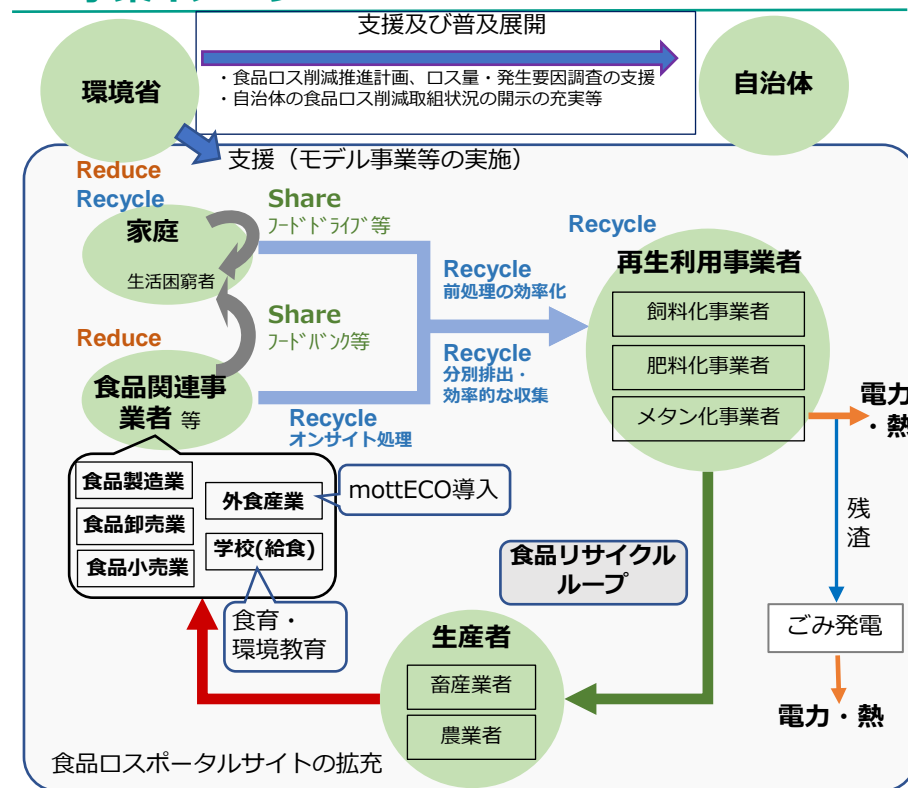 支援及び普及展開
環境省
・食品ロス削減推進計画、ロス量・発生要因調査の支援
・自治体の食品ロス削減取組状況の開示の充実等
自治体
支援（モデル事業等の実施）
Reduce
Recycle
家庭
生活困窮者
Share
ﾌｰﾄﾞﾄﾞﾗｲﾌﾞ等
Share
ﾌｰﾄﾞﾊﾞﾝｸ等
Reduce
食品関連事
業者 等
Recycle
前処理の効率化
Recycle
分別排出・
効率的な収集
Recycle
オンサイト処理
Recycle
再生利用事業者
飼料化事業者
肥料化事業者
メタン化事業者
電力
・熱
残
渣
ごみ発電
電力・熱
食品製造業
食品卸売業
食品小売業
外食産業
学校(給食)
mottECO導入
食育・
環境教育
食品リサイクル
ループ
生産者
畜産業者
農業者
食品ロスポータルサイトの拡充